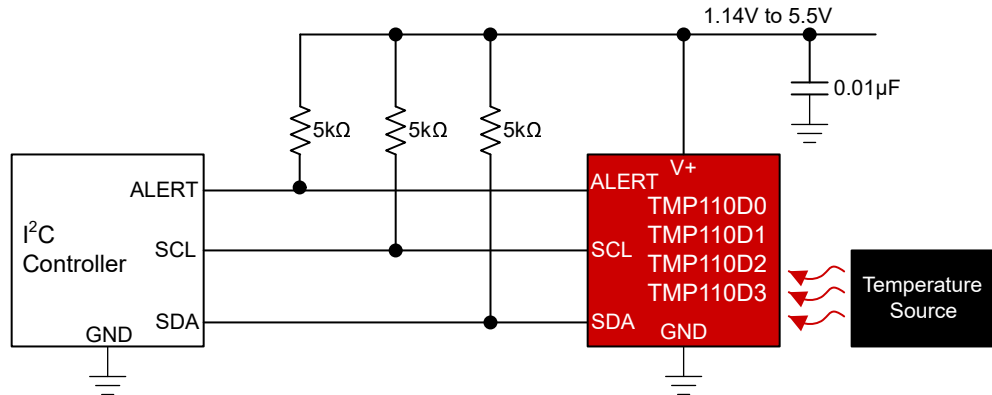 1.14V to 5.5V
0.01µF
5kΩ
5kΩ
5kΩ
I²C
Controller
ALERT
SCL
SDA
GND
V+
ALERT
TMP110D0
TMP110D1
SCL
TMP110D2
TMP110D3
SDA
GND
Temperature
Source